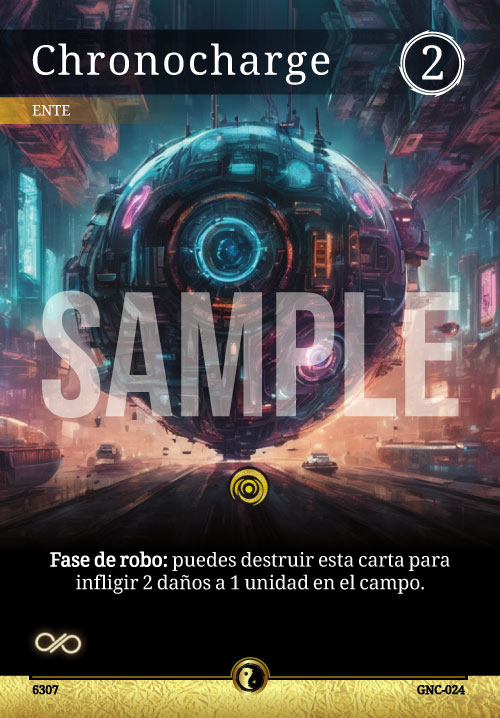 Chronocharge
2
ENTE
SAMPLE
Fase de robo: puedes destruir esta carta para
infligir 2 daños a 1 unidad en el campo.
6307
GNC-024